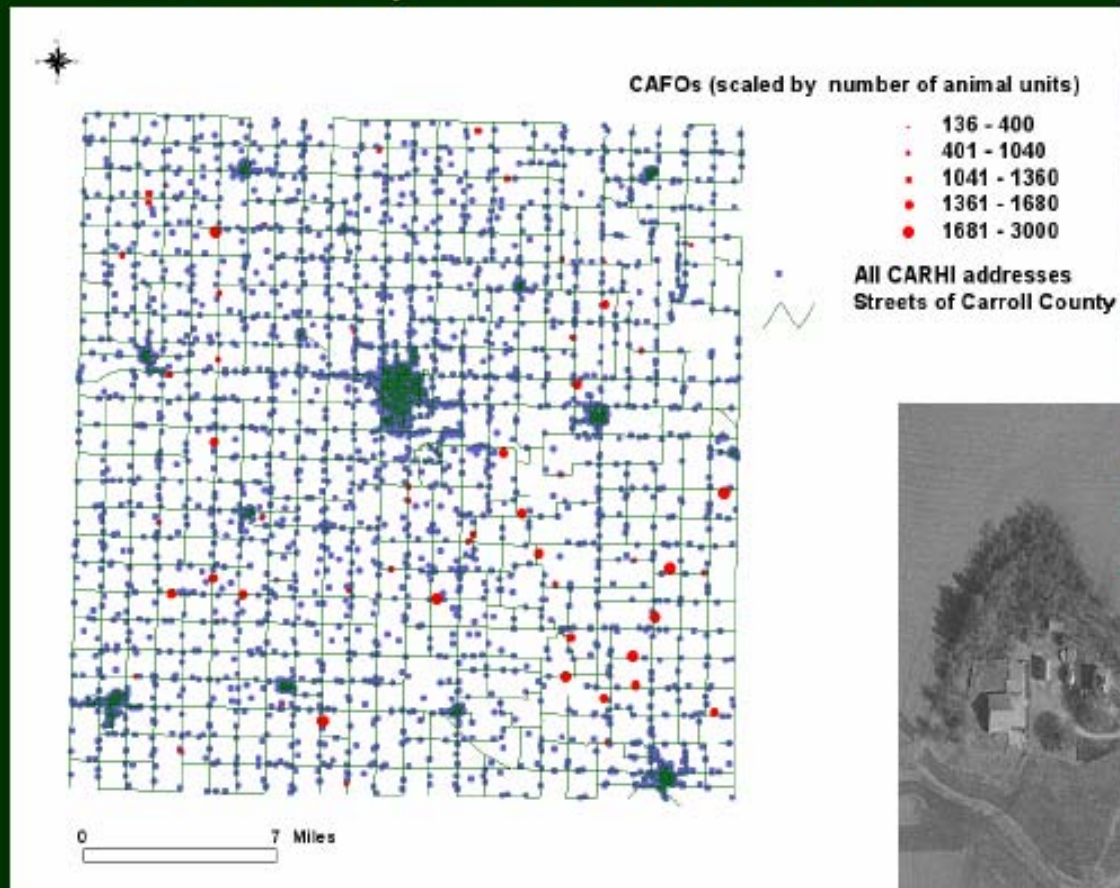 CAFOs (scaled by number of animal units)
136 - 400
401 - 1040
1041 - 1360
1361 - 1680
1681 - 3000
All CARHI addresses
Streets of Carroll County
0 7 Miles